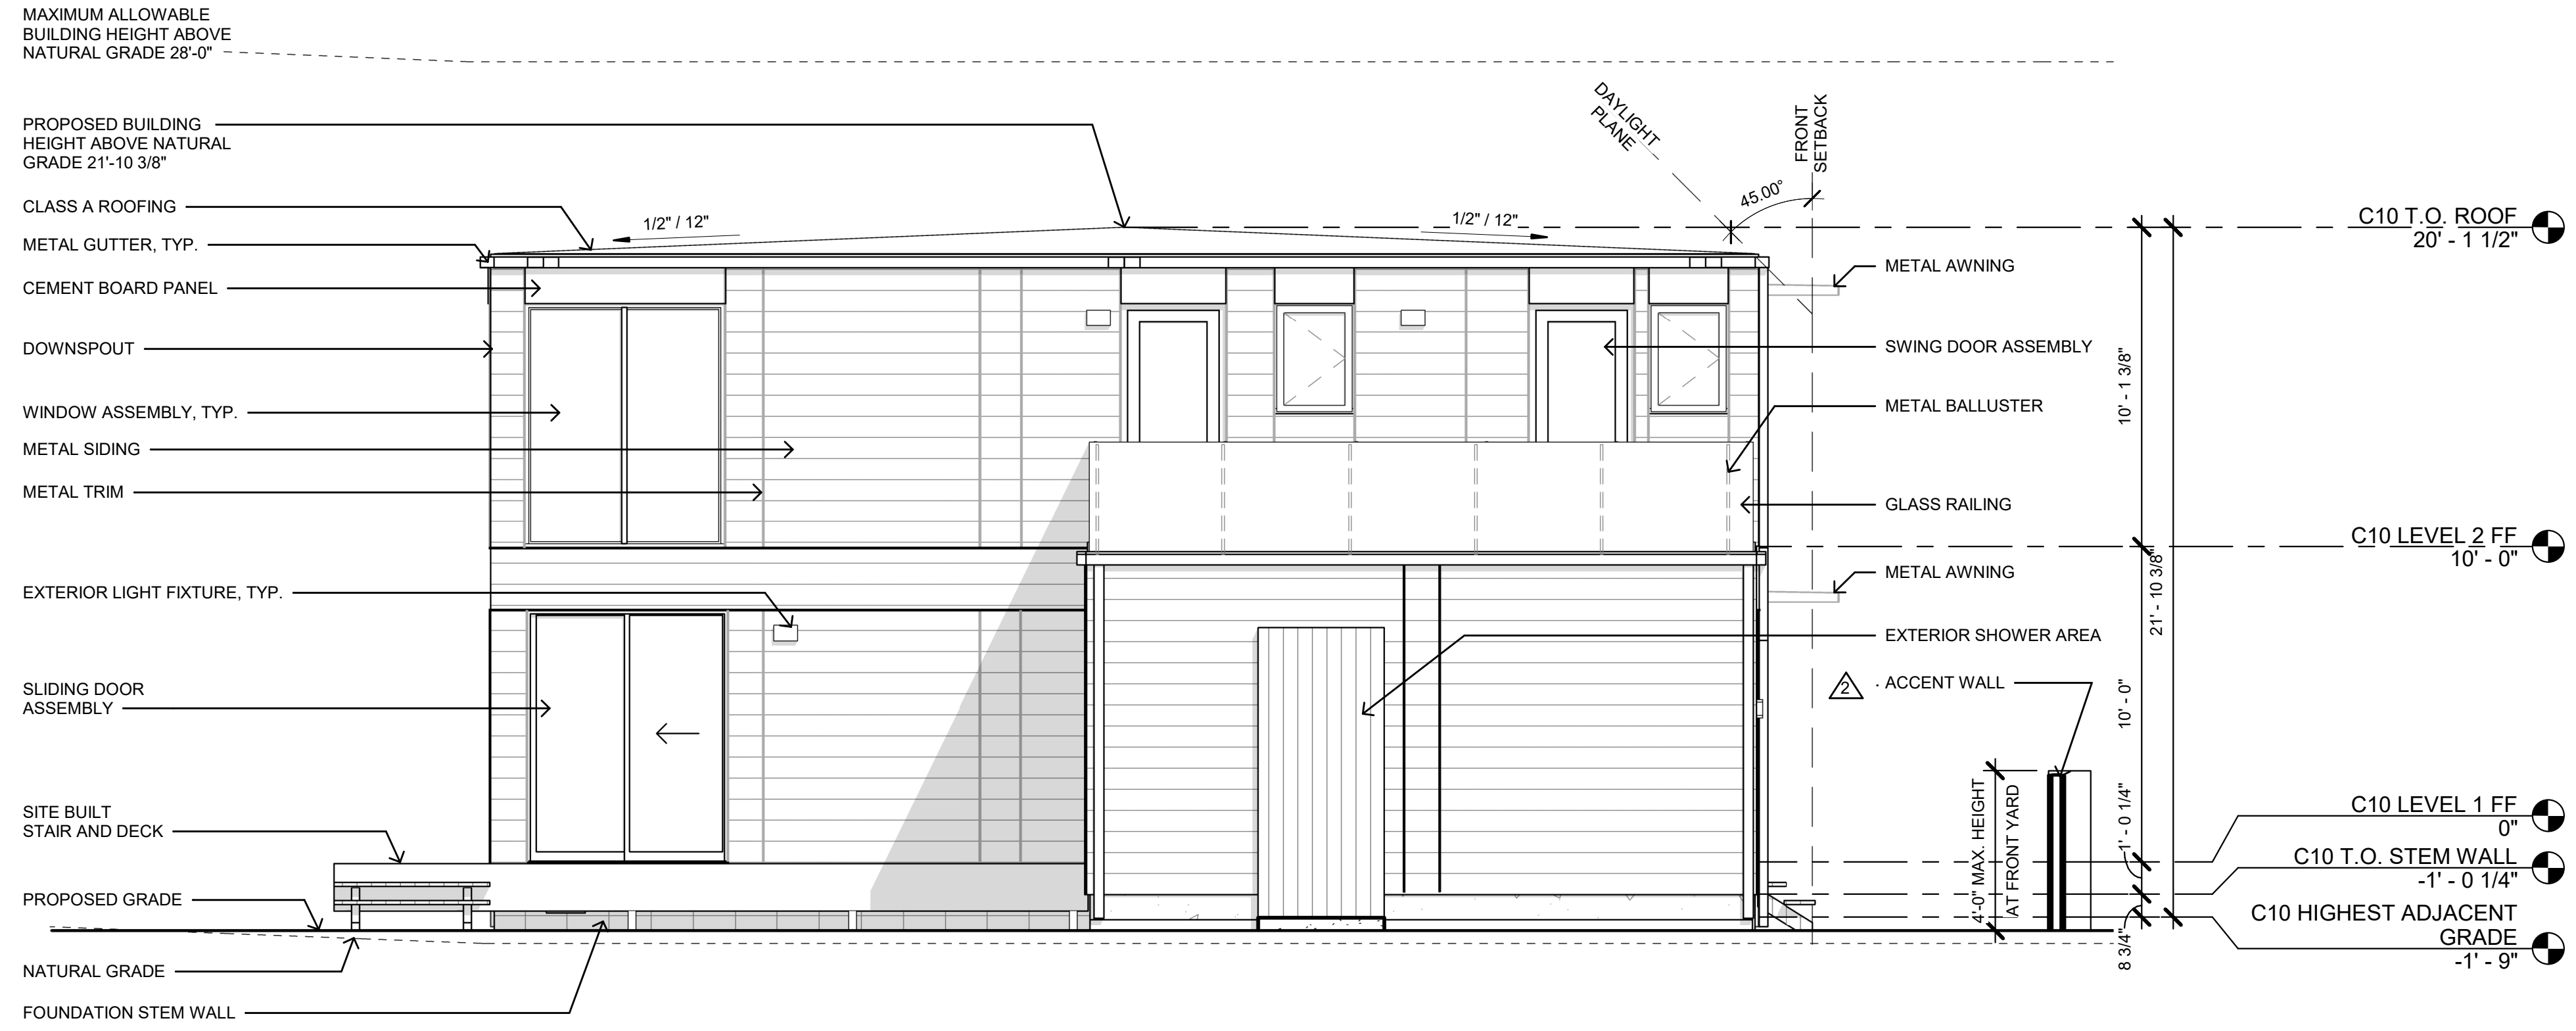 MAXIMUM ALLOWABLE
BUILDING HEIGHT ABOVE
NATURAL GRADE 28'-0"
PROPOSED BUILDING
HEIGHT ABOVE NATURAL
GRADE 21'-10 3/8"
CLASS A ROOFING
METAL GUTTER, TYP.
CEMENT BOARD PANEL
DOWNSPOUT
WINDOW ASSEMBLY, TYP.
METAL SIDING
METAL TRIM
EXTERIOR LIGHT FIXTURE, TYP.
SLIDING DOOR
ASSEMBLY
SITE BUILT
STAIR AND DECK
PROPOSED GRADE
NATURAL GRADE
FOUNDATION STEM WALL
1/2" / 12"
1/2" / 12"
DAYLIGHT
PLANE
FRONT
SETBACK
45.00°
METAL AWNING
SWING DOOR ASSEMBLY
METAL BALLUSTER
GLASS RAILING
METAL AWNING
EXTERIOR SHOWER AREA
2
ACCENT WALL
4'-0" MAX. HEIGHT
AT FRONT YARD
10' - 1 3/8"
21' - 10 3/8"
10' - 0"
1' - 0 1/4"
8 3/4"
C10 T.O. ROOF
20' - 1 1/2"
C10 LEVEL 2 FF
10' - 0"
C10 LEVEL 1 FF
0"
C10 T.O. STEM WALL
-1' - 0 1/4"
C10 HIGHEST ADJACENT
GRADE
-1' - 9"